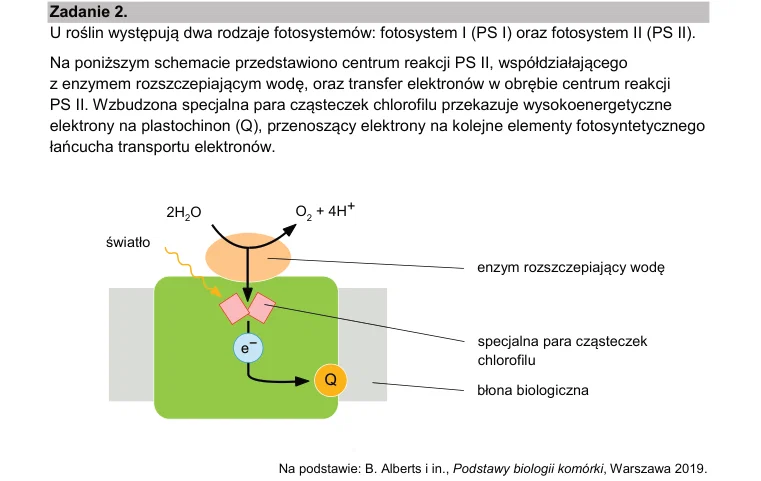 Zadanie 2.
U roślin występują dwa rodzaje fotosystemów: fotosystem I (PS I) oraz fotosystem II (PS II).
Na poniższym schemacie przedstawiono centrum reakcji PS II, współdziałającego
z enzymem rozszczepiającym wodę, oraz transfer elektronów w obrębie centrum reakcji
PS II. Wzbudzona specjalna para cząsteczek chlorofilu przekazuje wysokoenergetyczne
elektrony na plastochinon (Q), przenoszący elektrony na kolejne elementy fotosyntetycznego
łańcucha transportu elektronów.
2H₂O
O₂ + 4H⁺
światło
enzym rozszczepiający wodę
specjalna para cząsteczek
chlorofilu
e⁻
Q
błona biologiczna
Na podstawie: B. Alberts i in., Podstawy biologii komórki, Warszawa 2019.